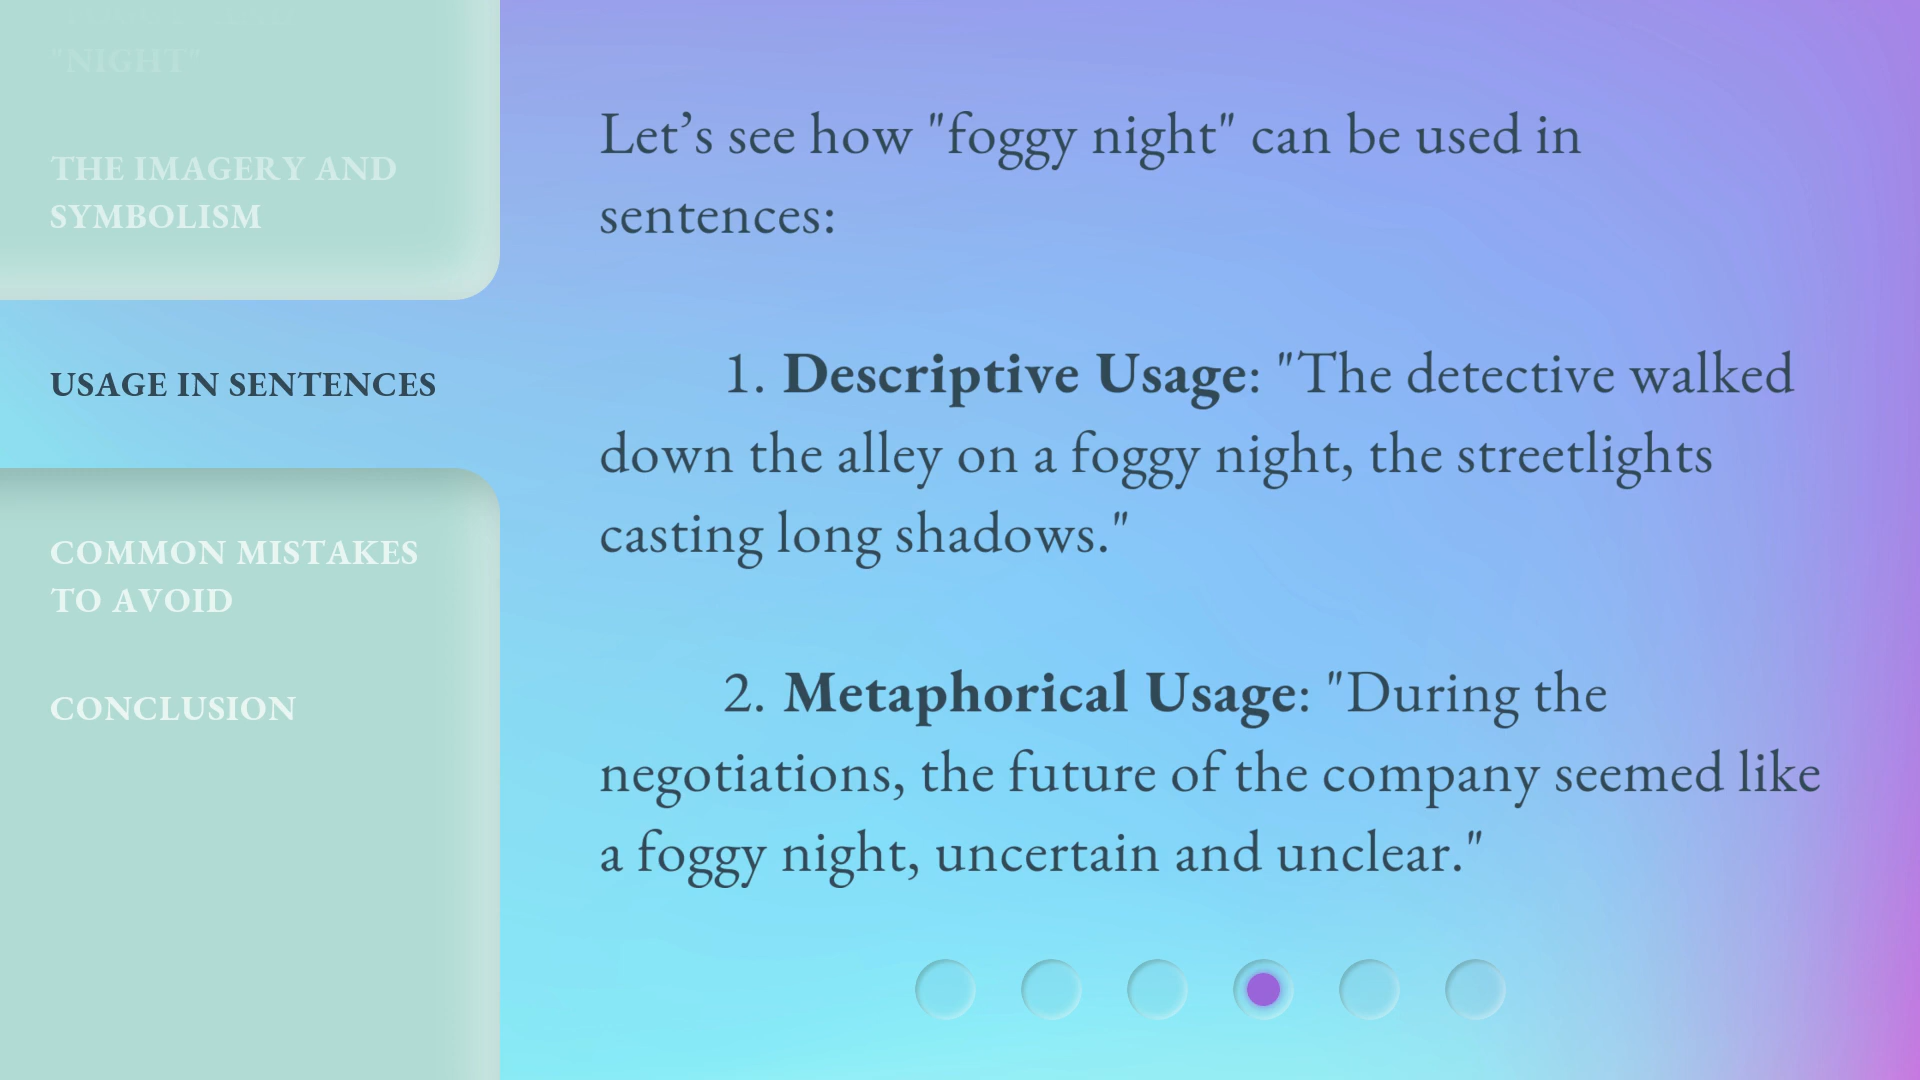 "NIGHT"
THE IMAGERY AND
SYMBOLISM
USAGE IN SENTENCES
COMMON MISTAKES
TO AVOID
CONCLUSION
Let’s see how "foggy night" can be used in
sentences:
1. Descriptive Usage: "The detective walked
down the alley on a foggy night, the streetlights
casting long shadows."
2. Metaphorical Usage: "During the
negotiations, the future of the company seemed like
a foggy night, uncertain and unclear."